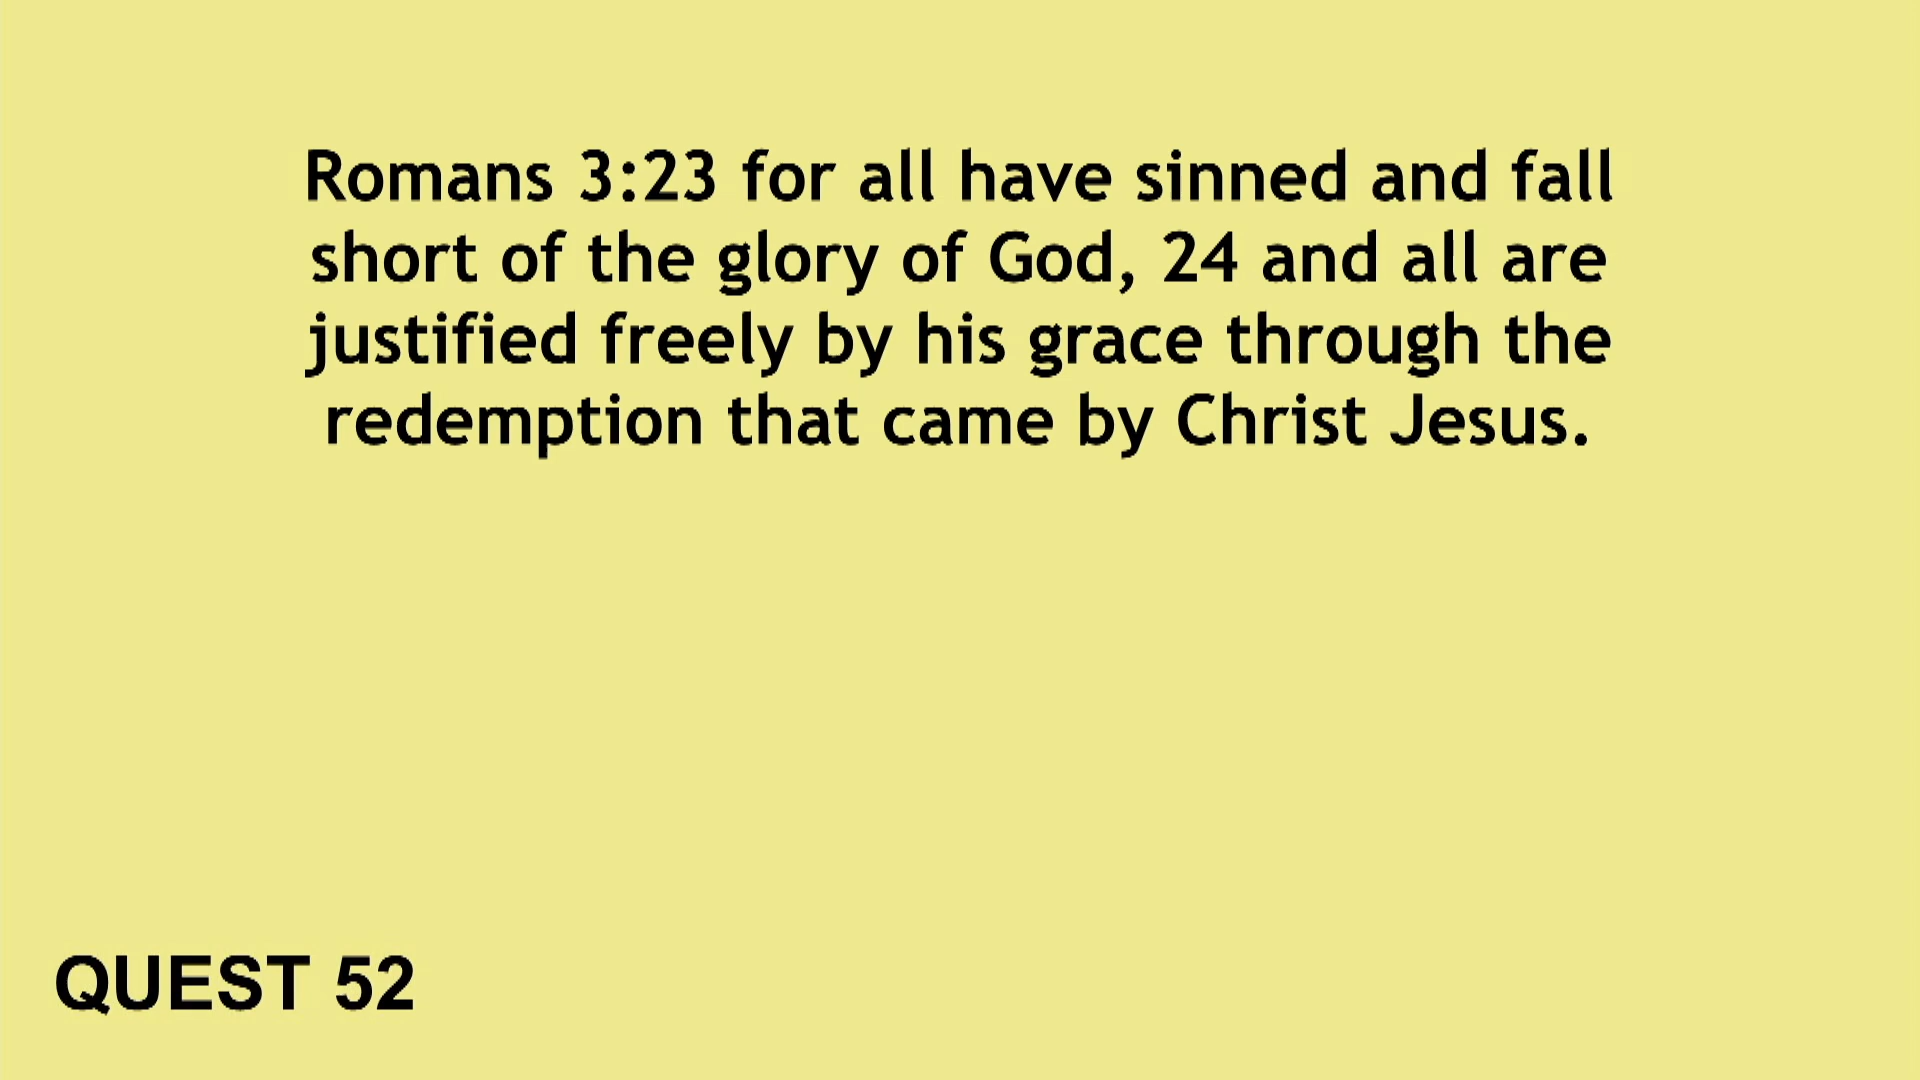 Romans 3:23 for all have sinned and fall
short of the glory of God, 24 and all are
justified freely by his grace through the
redemption that came by Christ Jesus.
QUEST 52